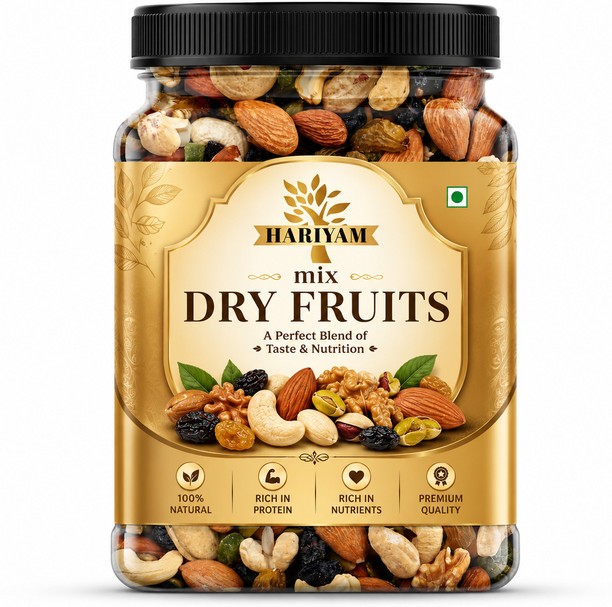 HARIYAM
mix
DRY FRUITS
A Perfect Blend of
Taste & Nutrition
100%
NATURAL
RICH IN
PROTEIN
RICH IN
NUTRIENTS
PREMIUM
QUALITY